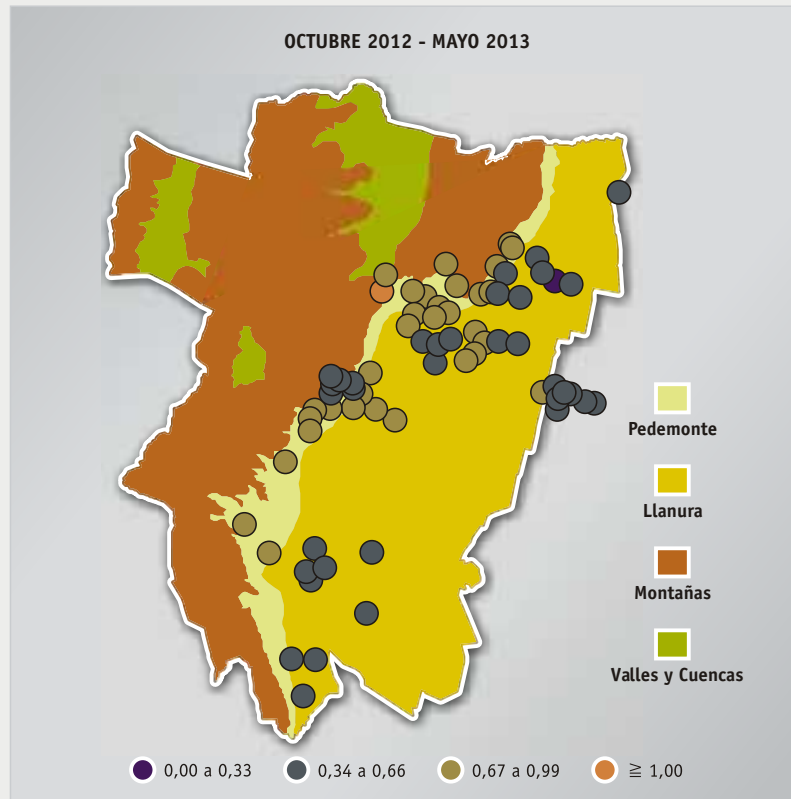 OCTUBRE 2012 - MAYO 2013
Pedemonte
Llanura
Montañas
Valles y Cuencas
0,00 a 0,33
0,34 a 0,66
0,67 a 0,99
≧ 1,00